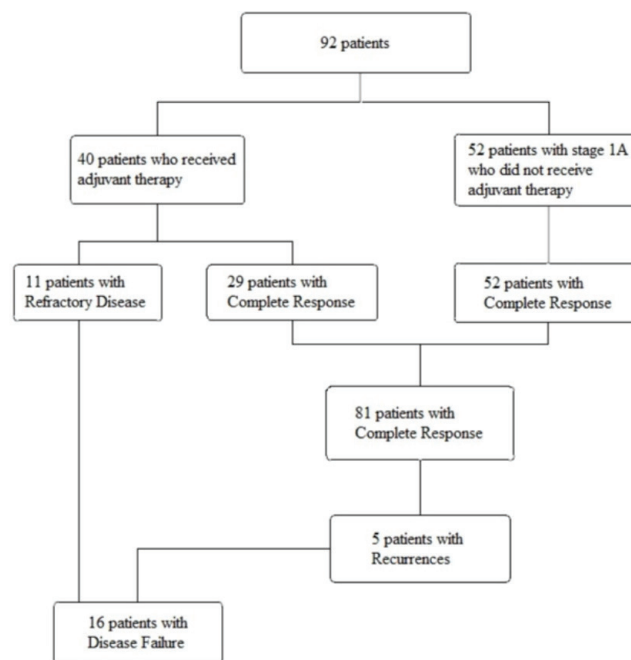 92 patients
40 patients who received
adjuvant therapy
52 patients with stage 1A
who did not receive
adjuvant therapy
11 patients with
Refractory Disease
29 patients with
Complete Response
52 patients with
Complete Response
81 patients with
Complete Response
5 patients with
Recurrences
16 patients with
Disease Failure